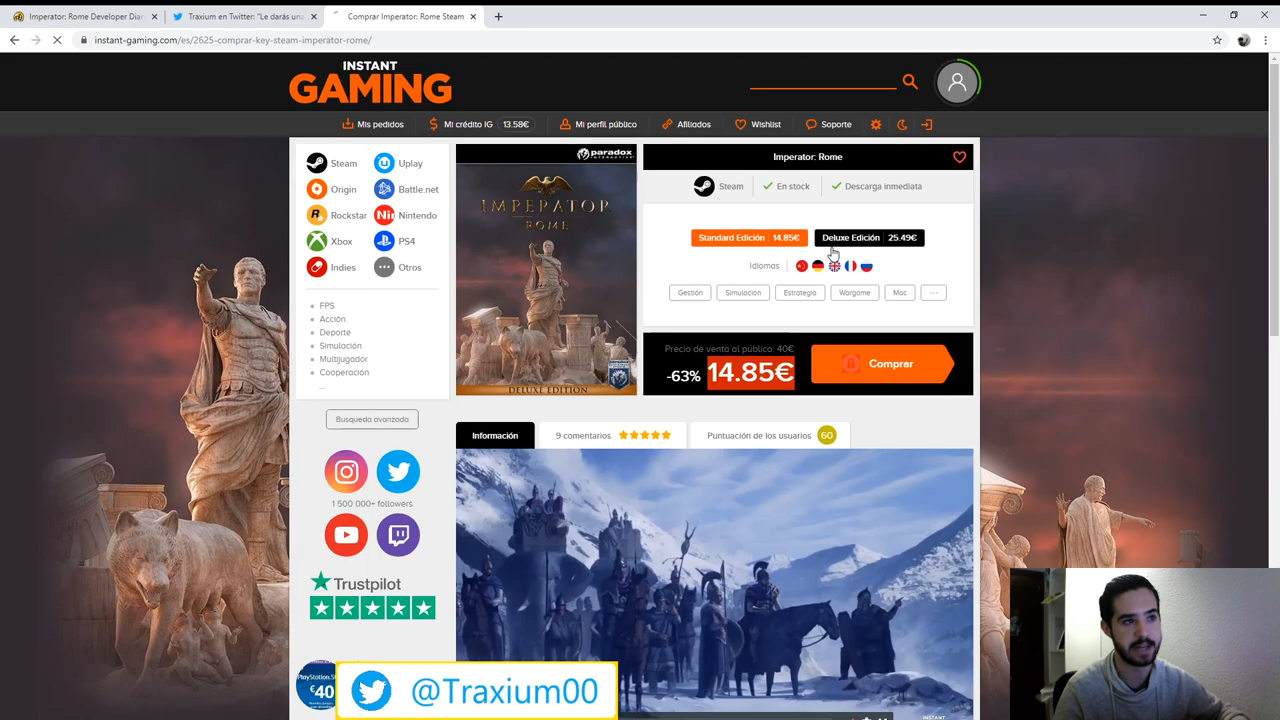 Imperator: Rome Developer Diar
Traxium en Twitter: "Le darás una
Comprar Imperator: Rome Steam
instant-gaming.com/es/2625-comprar-key-steam-imperator-rome/
INSTANT
GAMING
Mis pedidos
Mi crédito IG 13.58€
Mi perfil público
Afiliados
Wishlist
Soporte
Steam
Uplay
Origin
Battle.net
Rockstar
Nin
Nintendo
Xbox
PS4
Indies
Otros
FPS
Acción
Deporte
Simulación
Multijugador
Cooperación
...
Busqueda avanzada
1 500 000+ followers
Trustpilot
PlayStation
€40
paradox
INTERACTIVE
IMPERATOR
ROME
DELUXE EDITION
Imperator: Rome
Steam
En stock
Descarga inmediata
Standard Edición 14.85€
Deluxe Edición 25.49€
Idiomas
Gestión
Simulación
Estrategia
Wargame
Mac
...
Precio de venta al público: 40€
-63% 14.85€
Comprar
Información
9 comentarios
Puntuación de los usuarios 60
INSTANT
@Traxium00